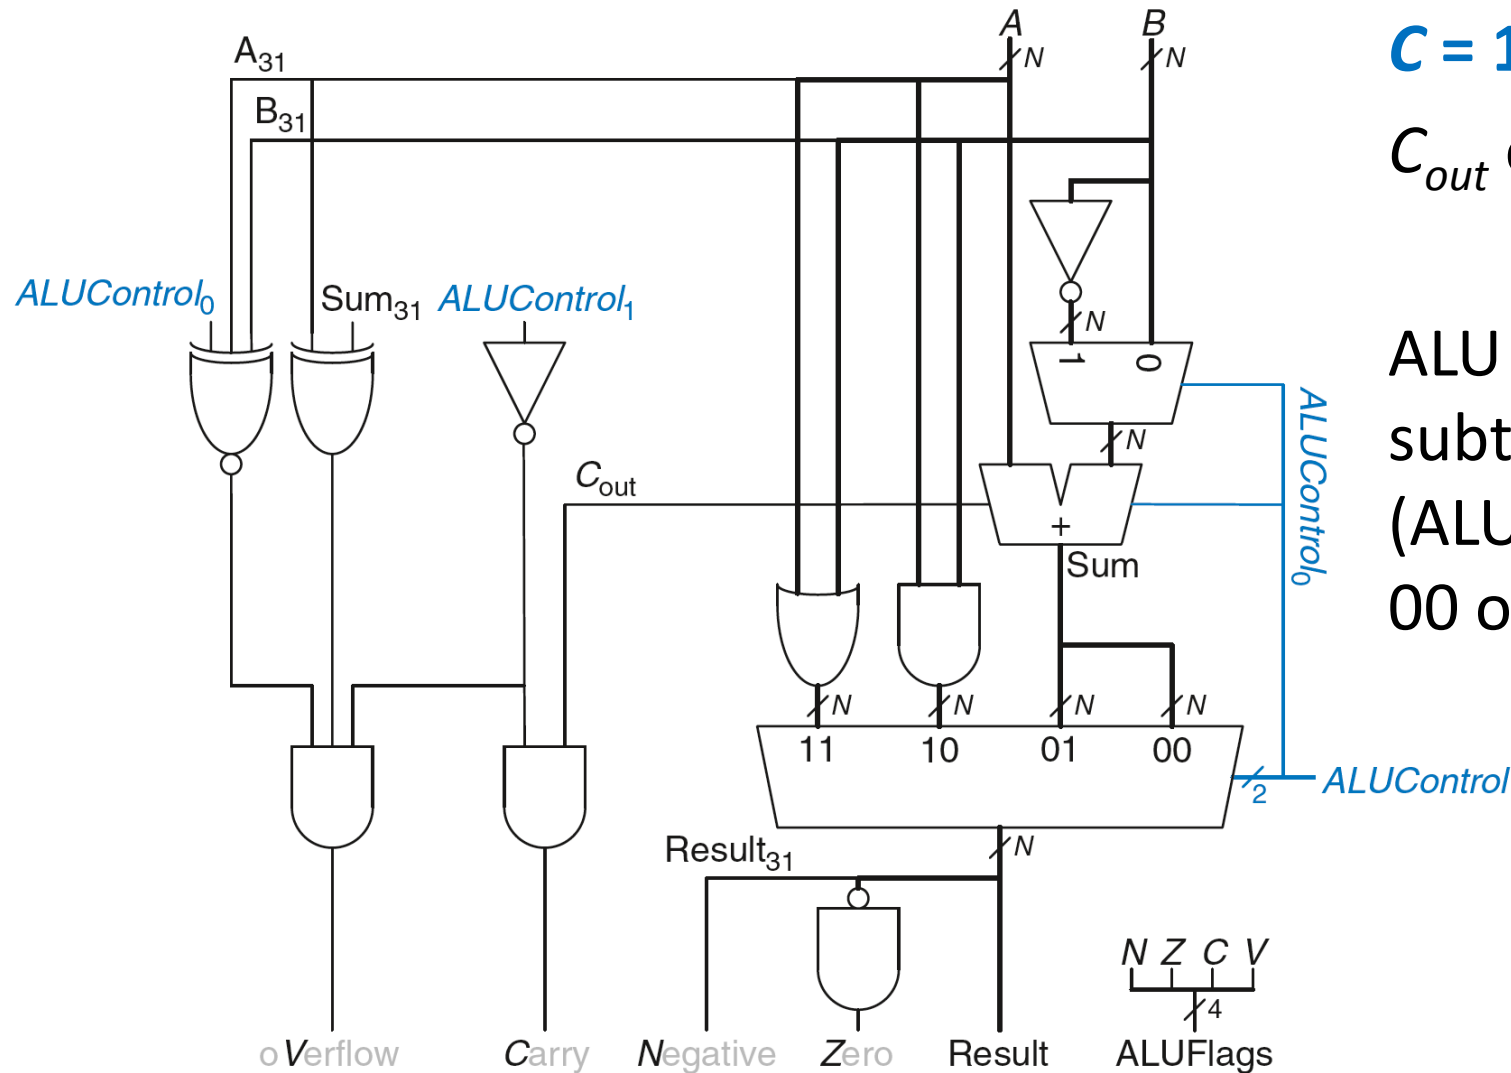 A B
A31 N N
B31
C = 1
Cout
ALUControl0 Sum31 ALUControl1
N
1 0
ALU
subt
(ALU
00 o
ALUControl0
N
Cout
+
Sum
N N N N
11 10 01 00
2 ALUControl
Result31 N
N Z C V
4
oVerflow Carry Negative Zero Result ALUFlags